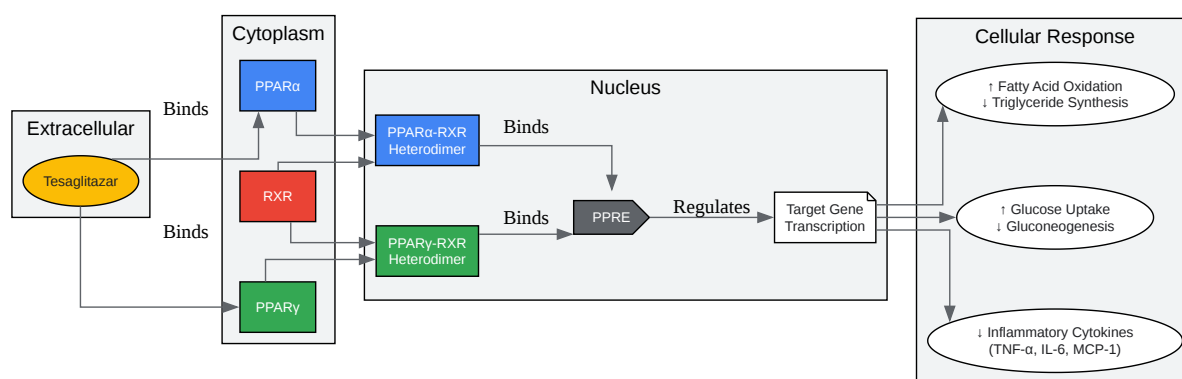 Extracellular
Tesaglitazar
Binds
Binds
Cytoplasm
PPARα
RXR
PPARγ
Nucleus
PPARα-RXR
Heterodimer
PPARγ-RXR
Heterodimer
Binds
Binds
PPRE
Regulates
Target Gene
Transcription
Cellular Response
↑ Fatty Acid Oxidation
↓ Triglyceride Synthesis
↑ Glucose Uptake
↓ Gluconeogenesis
↓ Inflammatory Cytokines
(TNF-α, IL-6, MCP-1)